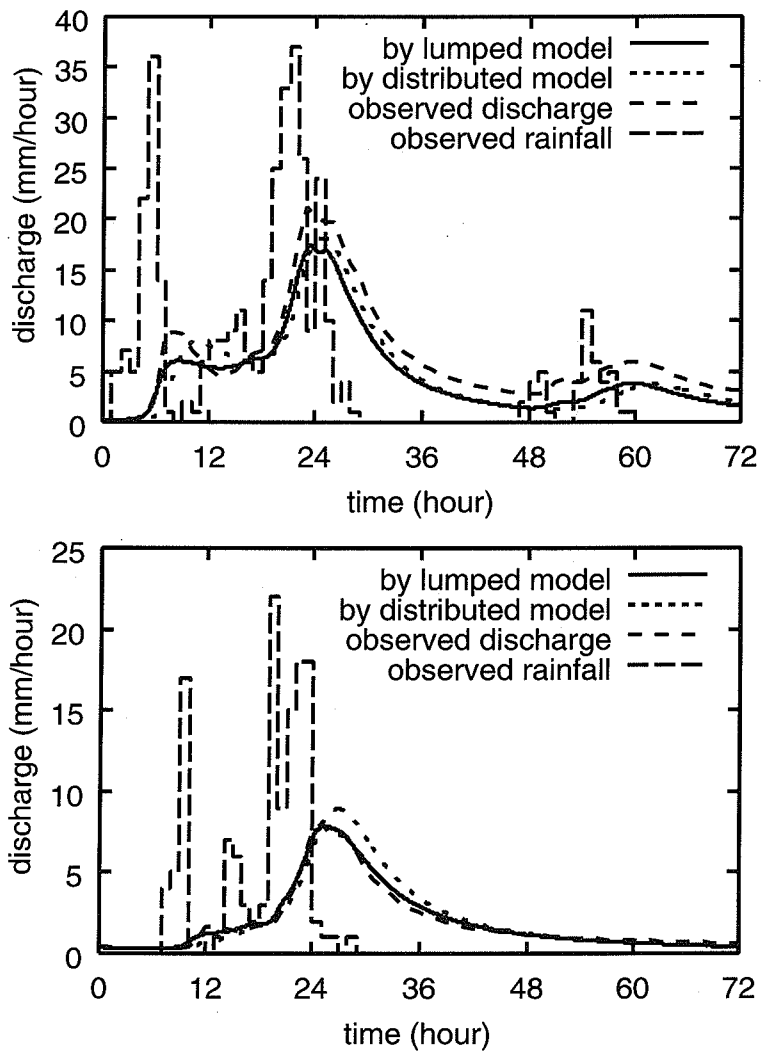 40
35
30
25
20
15
10
5
0
discharge (mm/hour)
by lumped model
by distributed model
observed discharge
observed rainfall
0 12 24 36 48 60 72
time (hour)
25
20
15
10
5
0
discharge (mm/hour)
by lumped model
by distributed model
observed discharge
observed rainfall
0 12 24 36 48 60 72
time (hour)